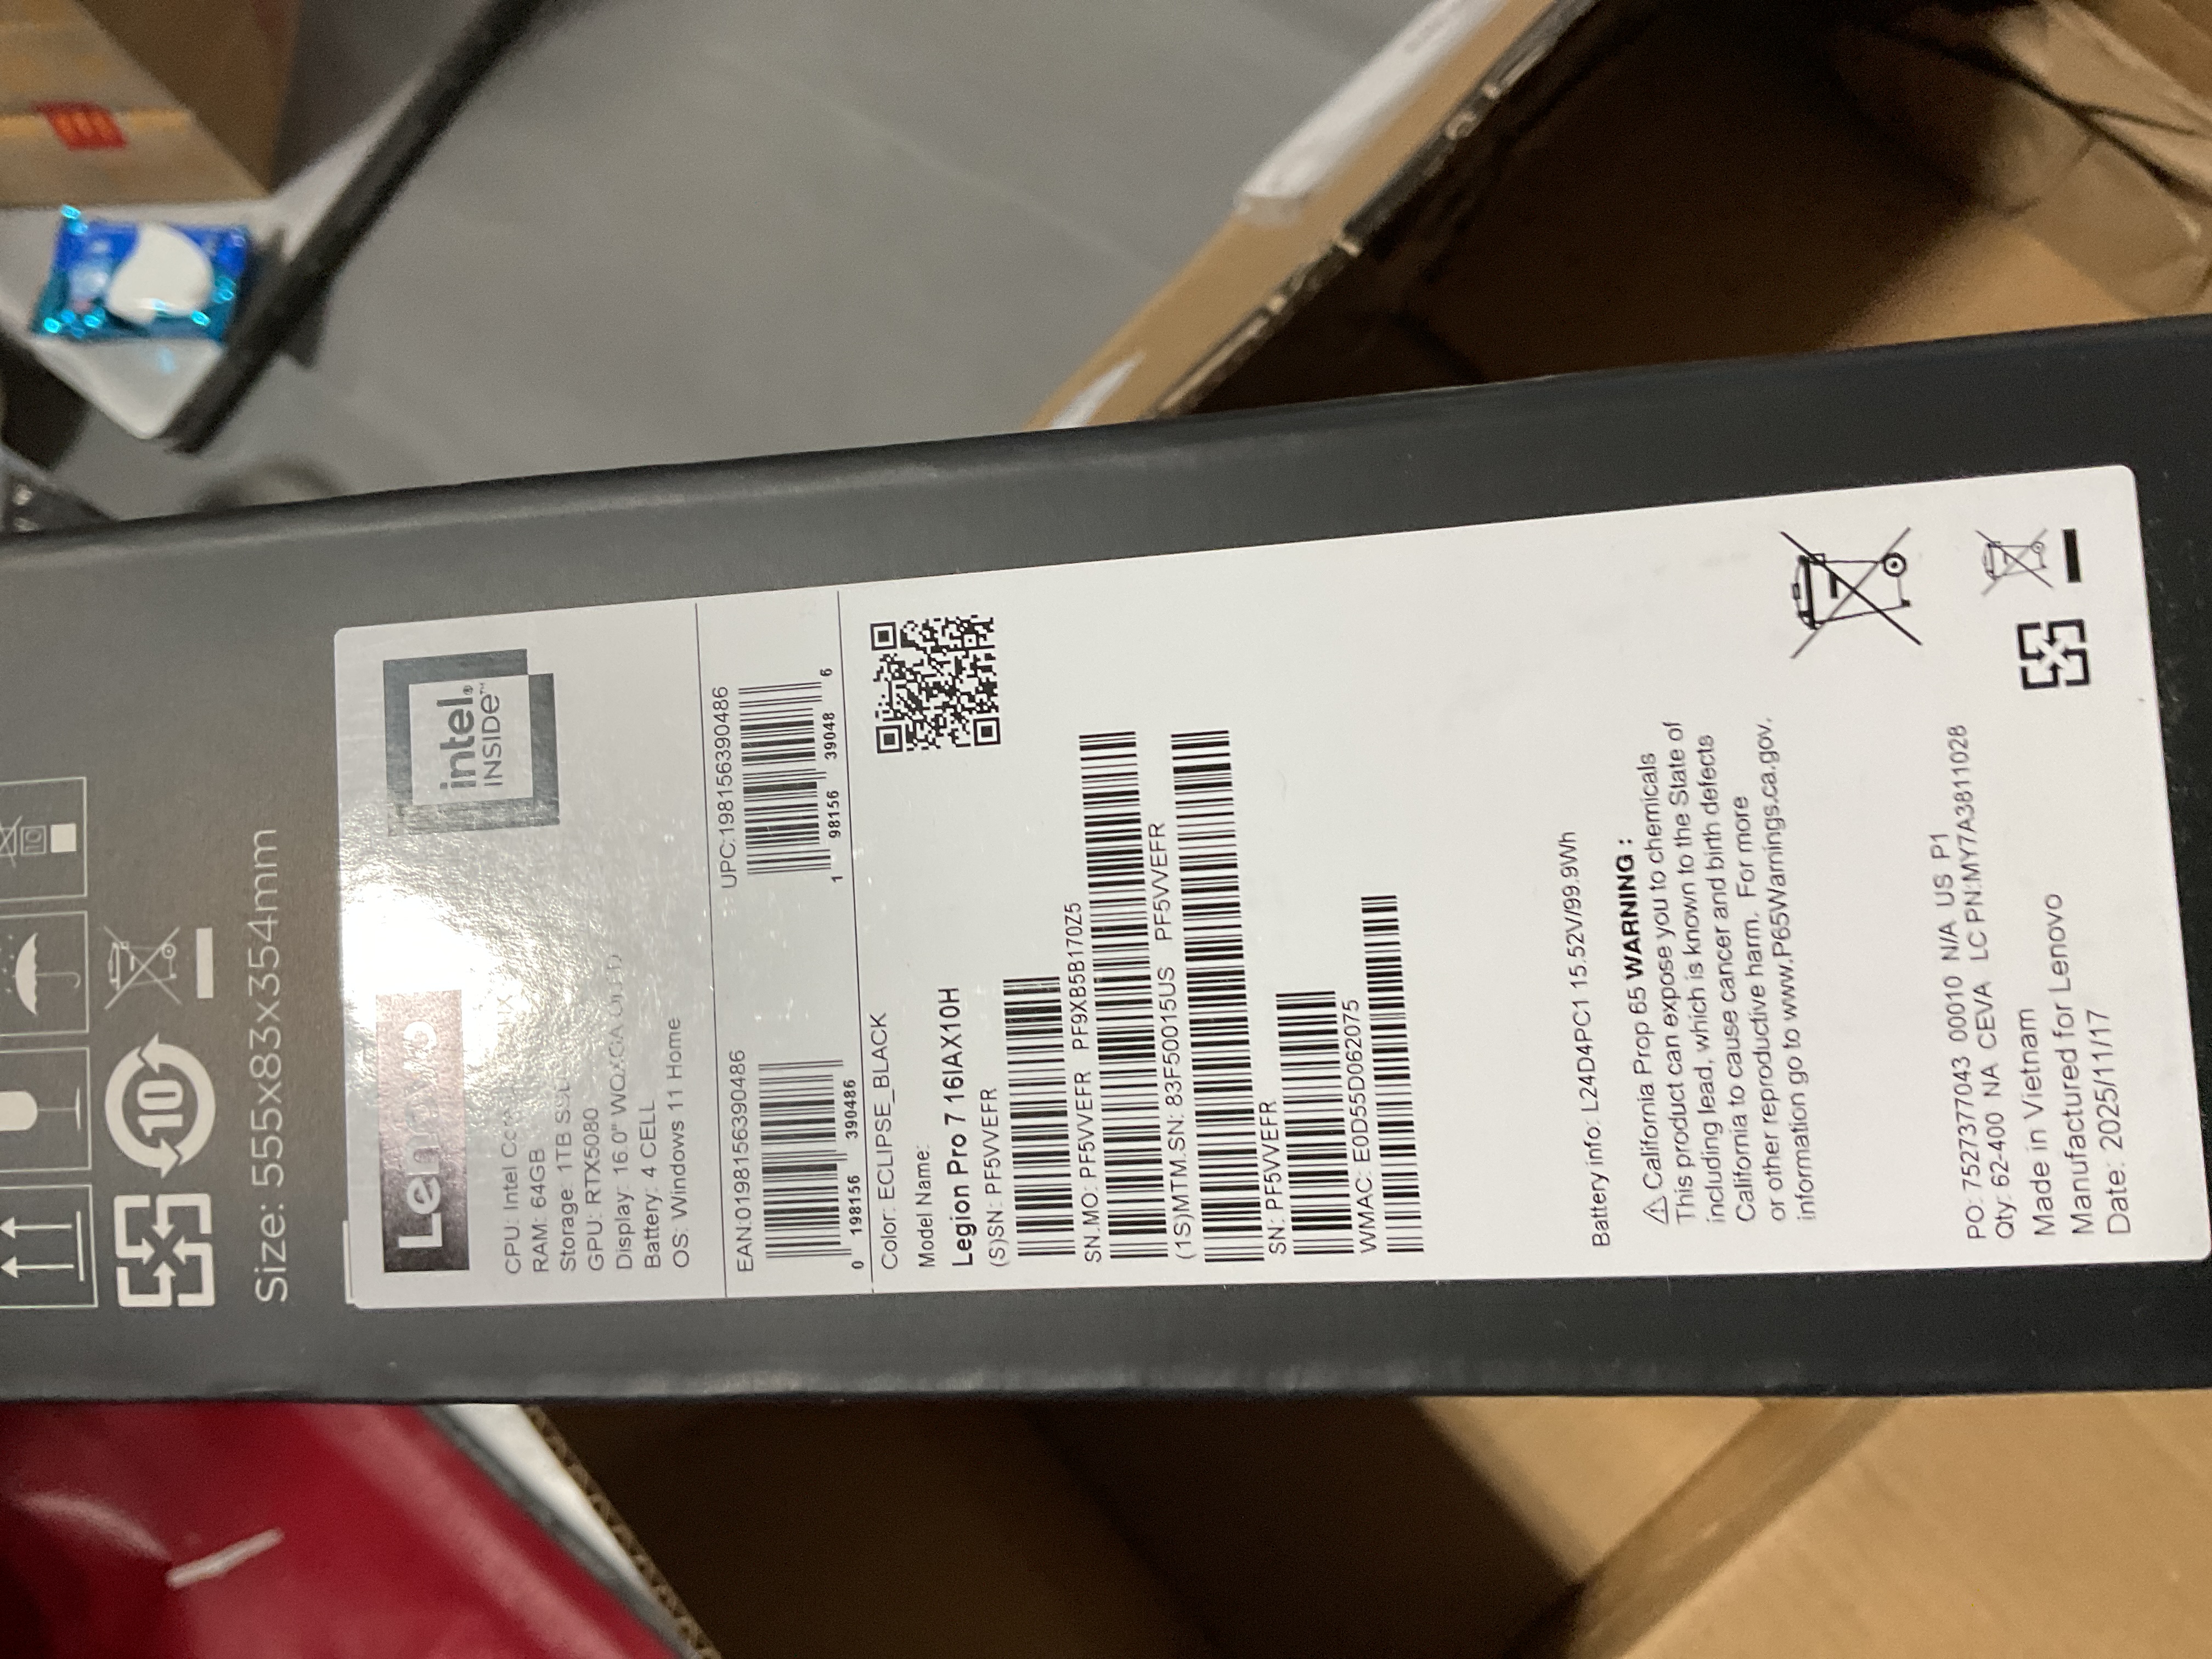 10
Size: 555x83x354mm
Lenovo
intel.
INSIDE™
CPU: Intel
RAM: 64GB
Storage: 1TB
GPU: RTX5080
Display: 16.0" WQXGA OLED
Battery: 4 CELL
OS: Windows 11 Home
EAN:0198156390486
UPC:198156390486
0 198156 390486
1 98156 39048 6
Color: ECLIPSE_BLACK
Model Name:
Legion Pro 7 16IAX10H
(S)SN: PF5VVEFR
SN.MO: PF5VVEFR PF9XB5B170Z5
(1S)MTM.SN: 83F50015US PF5VVEFR
SN: PF5VVEFR
WMAC: E0D55D062075
Battery info: L24D4PC1 15.52V/99.9Wh
⚠California Prop 65 WARNING :
This product can expose you to chemicals
including lead, which is known to the State of
California to cause cancer and birth defects
or other reproductive harm. For more
information go to www.P65Warnings.ca.gov.
PO: 7527377043 00010 N/A US P1
Qty: 62-400 NA CEVA LC PN:MY7A3811028
Made in Vietnam
Manufactured for Lenovo
Date: 2025/11/17